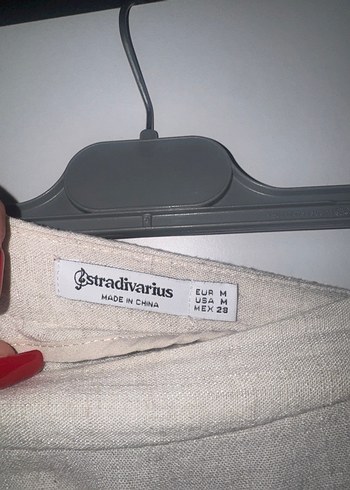 stradivarius
MADE IN CHINA
EUR M
USA M
MEX 28